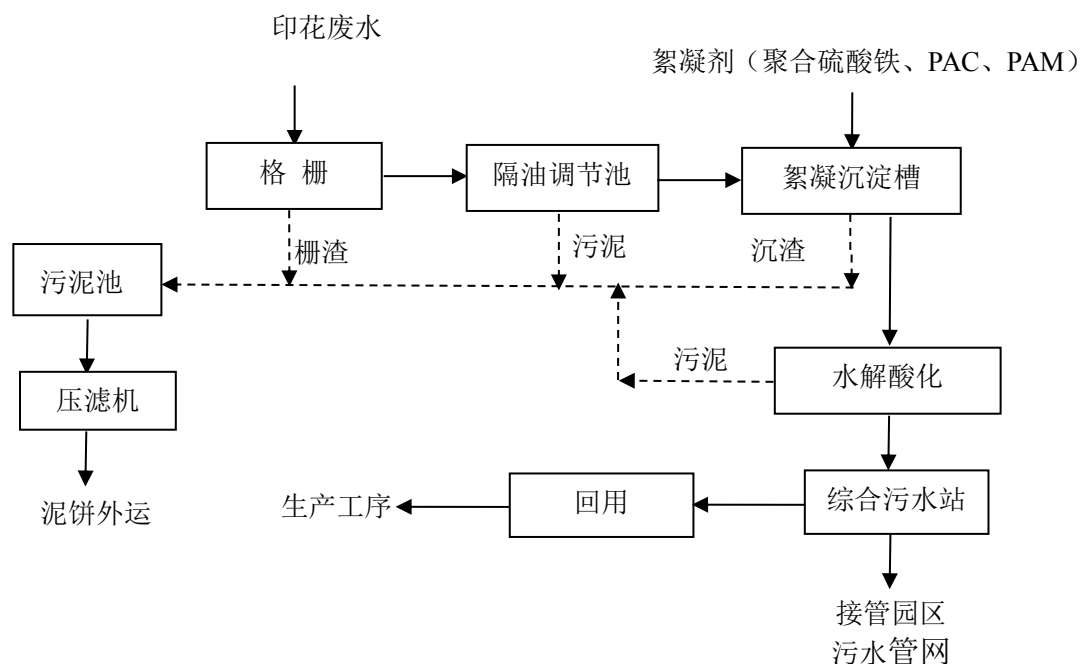 印花废水
絮凝剂（聚合硫酸铁、PAC、PAM）
格 栅
隔油调节池
絮凝沉淀槽
栅渣
污泥
沉渣
污泥池
污泥
水解酸化
压滤机
泥饼外运
生产工序
回用
综合污水站
接管园区
污水管网